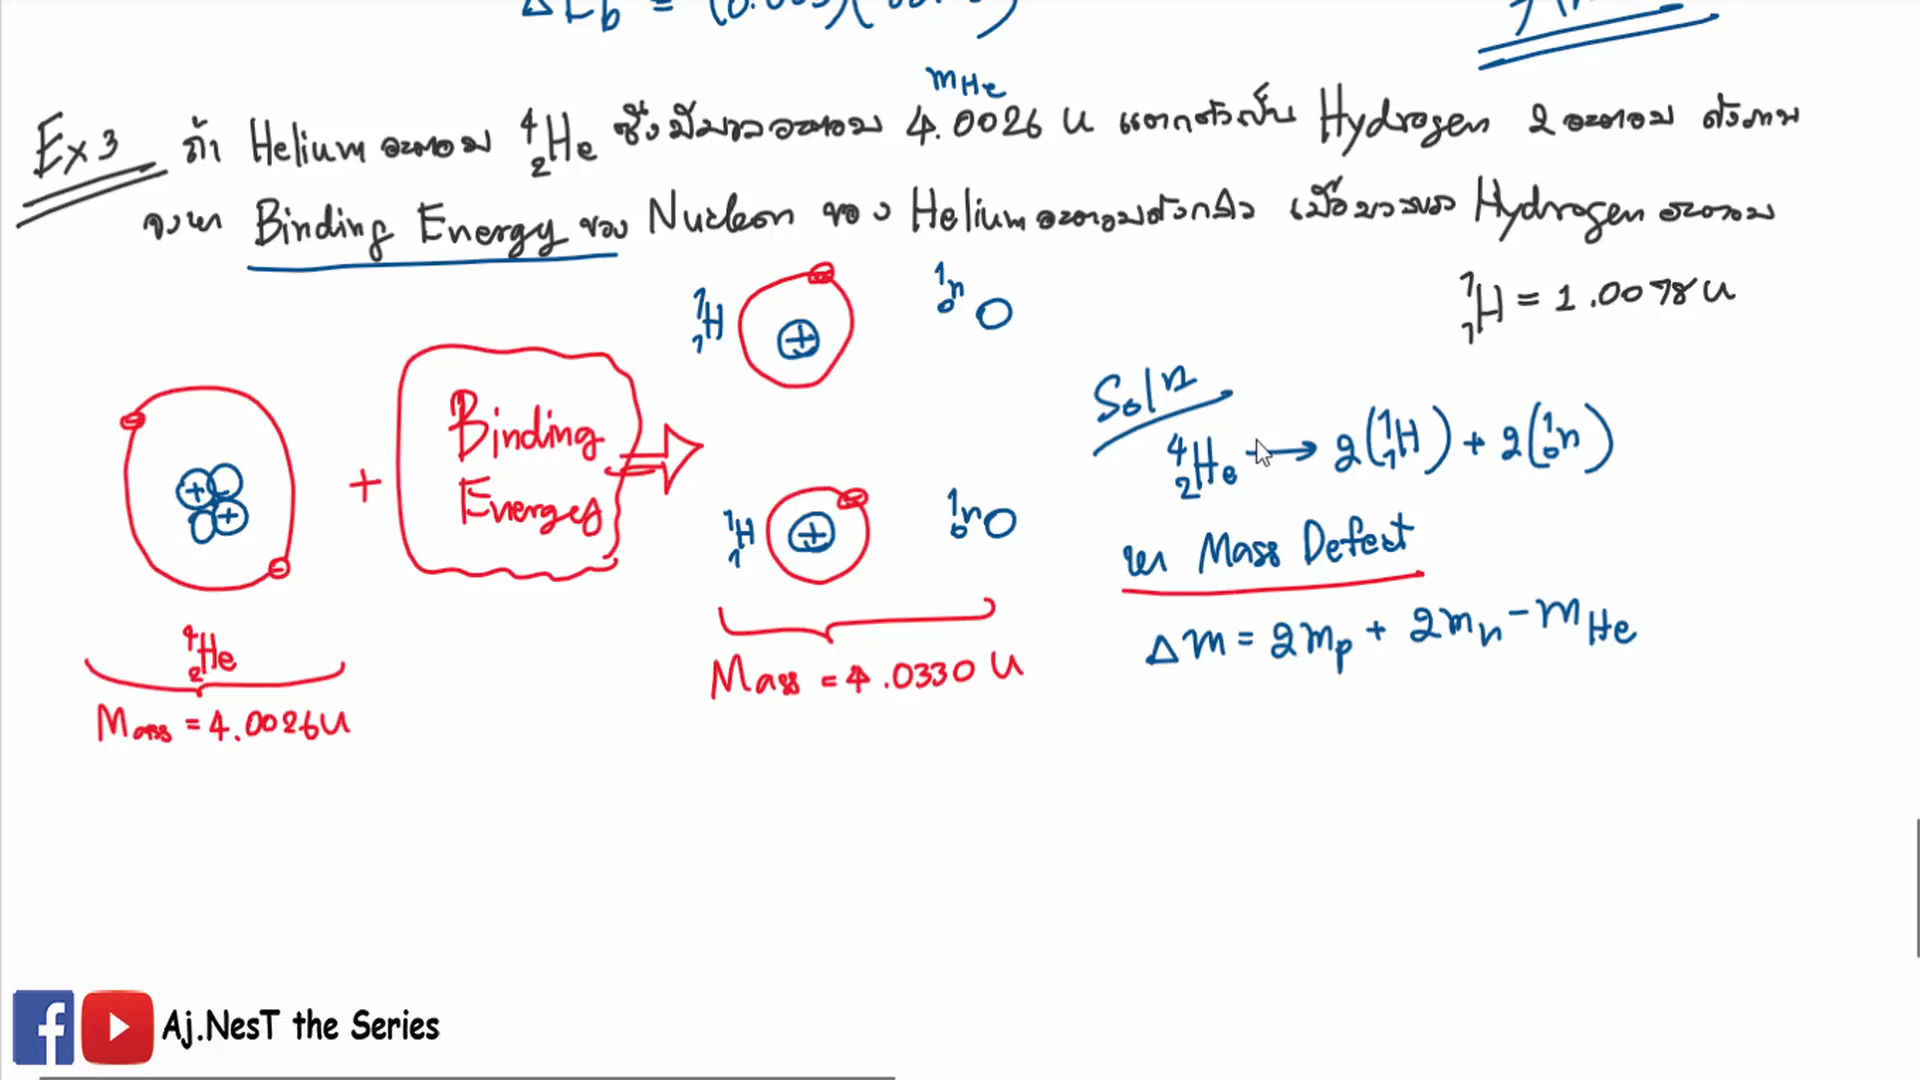 Ex 3 ถ้า Helium อะตอม ⁴₂He ซึ่งมีมวลอะตอม 4.0026 u แตกตัวเป็น Hydrogen 2 อะตอม ดังภาพ
mHe
จงหา Binding Energy ของ Nucleon ของ Helium อะตอมดังกล่าว เมื่อมวลของ Hydrogen อะตอม
¹₁H = 1.0078 u
¹₁H
+
¹₀n
- -
+ +
+
Binding
Energy
¹₁H
+
¹₀n
⁴₂He
Mass = 4.0026 u
Mass = 4.0330 u
Solⁿ
⁴₂He → 2(¹₁H) + 2(¹₀n)
หา Mass Defect
Δm = 2mp + 2mn - mHe
Aj.NesT the Series